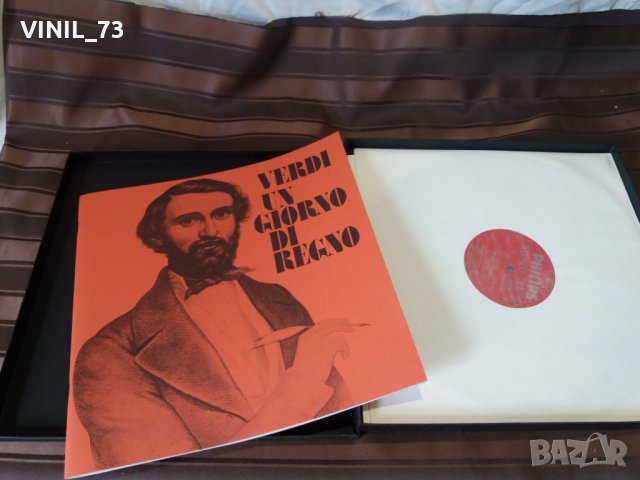 VINIL_73
VERDI
UN
GIORNO
DI
REGNO
PHILIPS
BAZAR